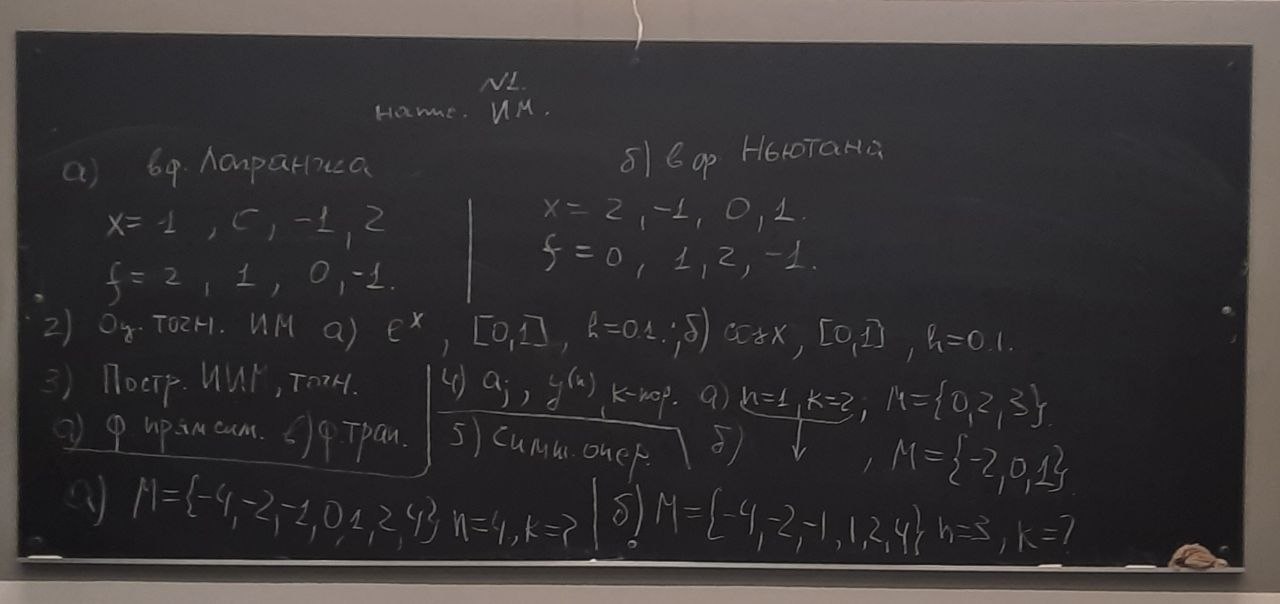 №1.
напис. ИМ.
а) в ф. Лагранжа
б) в ф. Ньютана
x = 1 , 0, -1, 2
f = 2 , 1 , 0, -1.
x = 2, -1, 0, 1.
f = 0, 1, 2, -1.
2) Оц. точн. ИМ а) e^x , [0,1] , h=0.1.; б) cos x, [0,1] , h=0.1.
3) Постр. ИИМ, точн.
а) ф прям сим. б) ф. трап.
4) aⱼ , y⁽ⁿ⁾, k-пор. а) n=1, k=2; M={0,2,3}.
б) , M={-2,0,1}
5) Симм. опер.
а) M={-4,-2,-1,0,1,2,4} n=4, k=?
б) M={-4,-2,-1,1,2,4} n=3, k=?